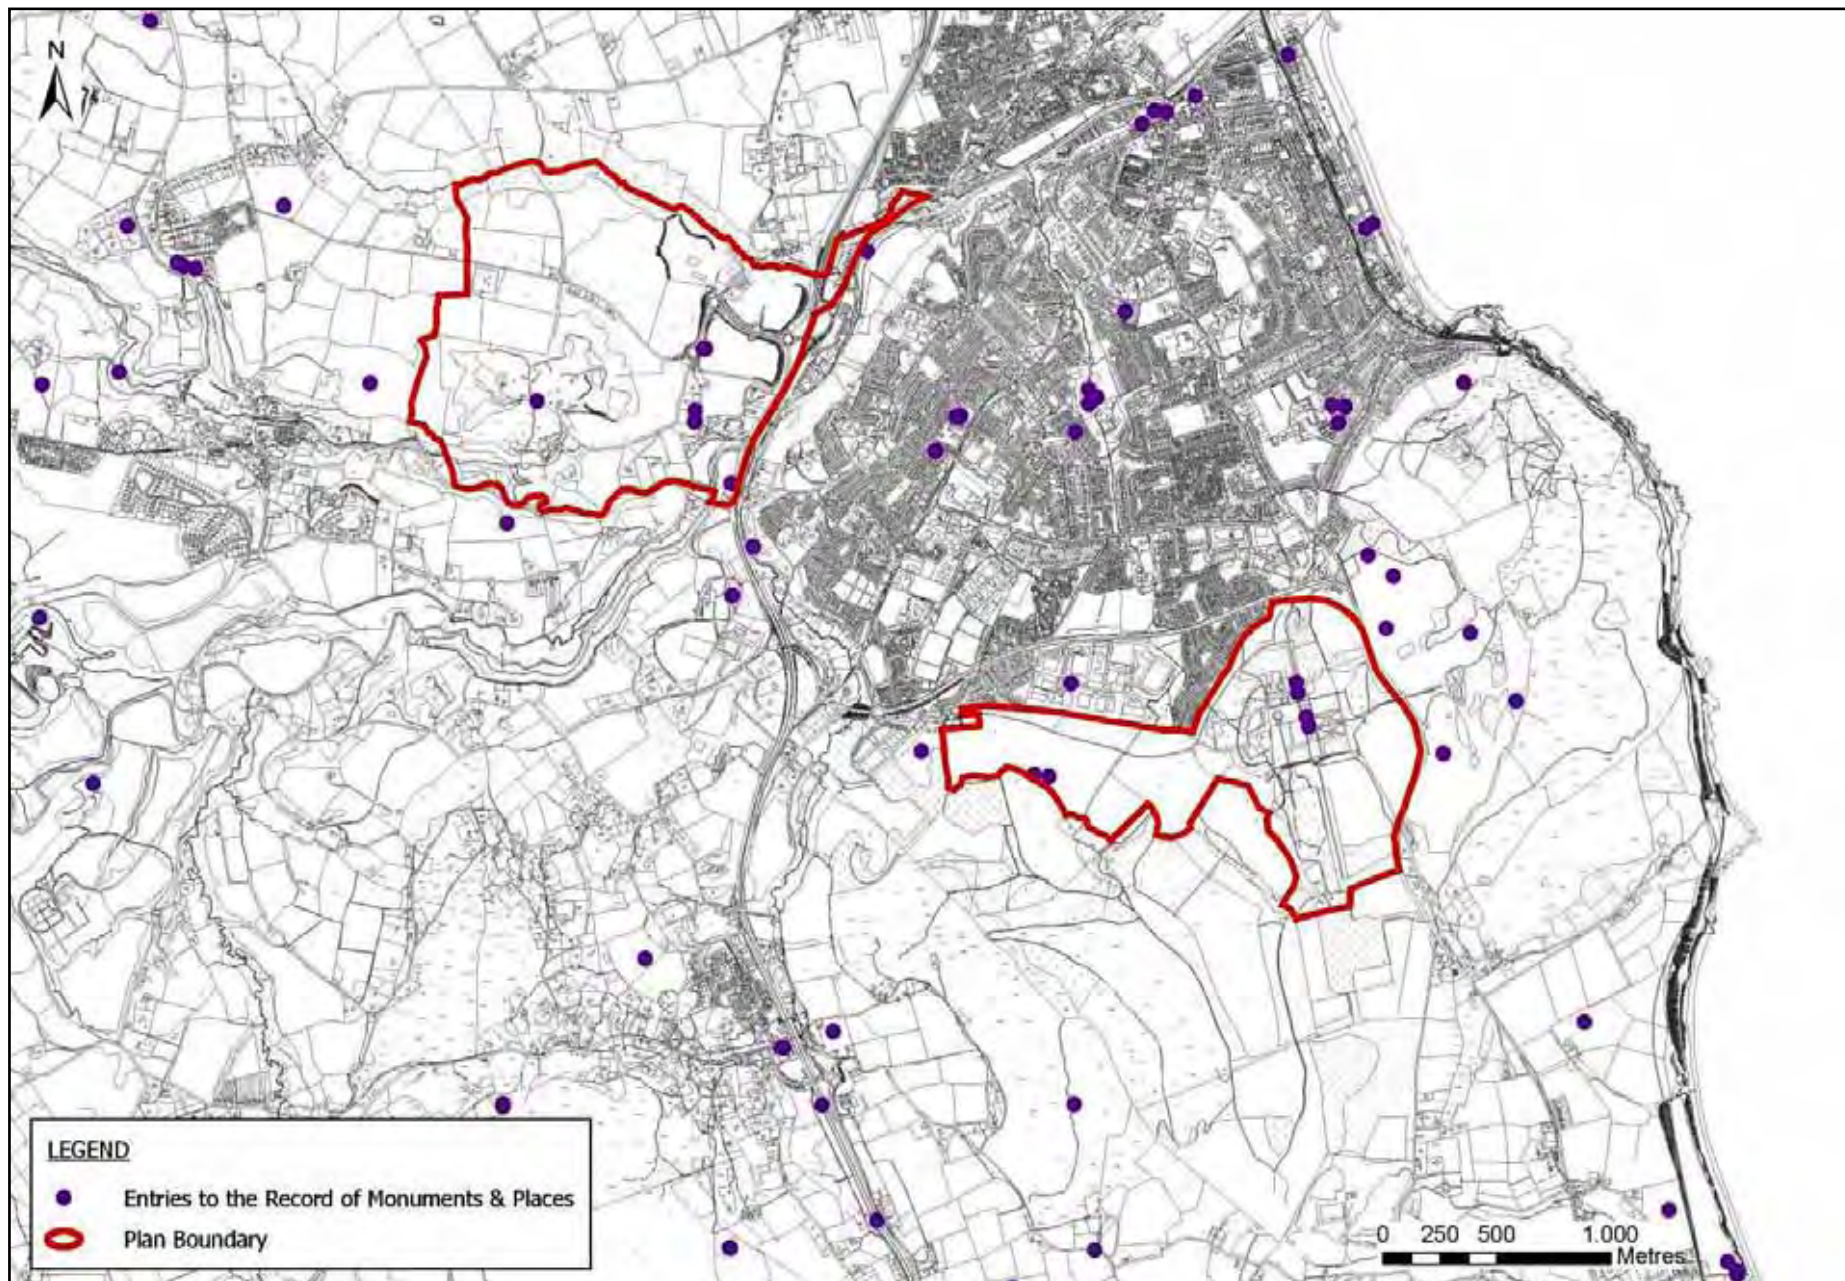 N
LEGEND
Entries to the Record of Monuments & Places
Plan Boundary
0 250 500 1.000
Metres